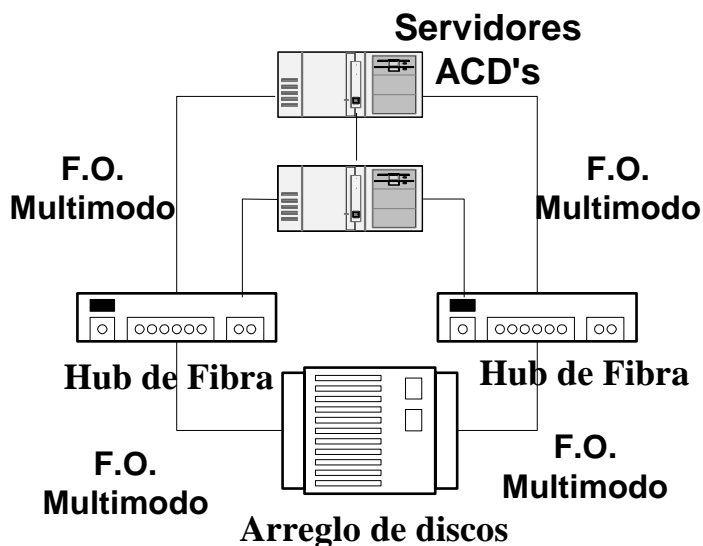 Servidores
ACD's
F.O.
Multimodo
F.O.
Multimodo
Hub de Fibra
Hub de Fibra
F.O.
Multimodo
F.O.
Multimodo
Arreglo de discos